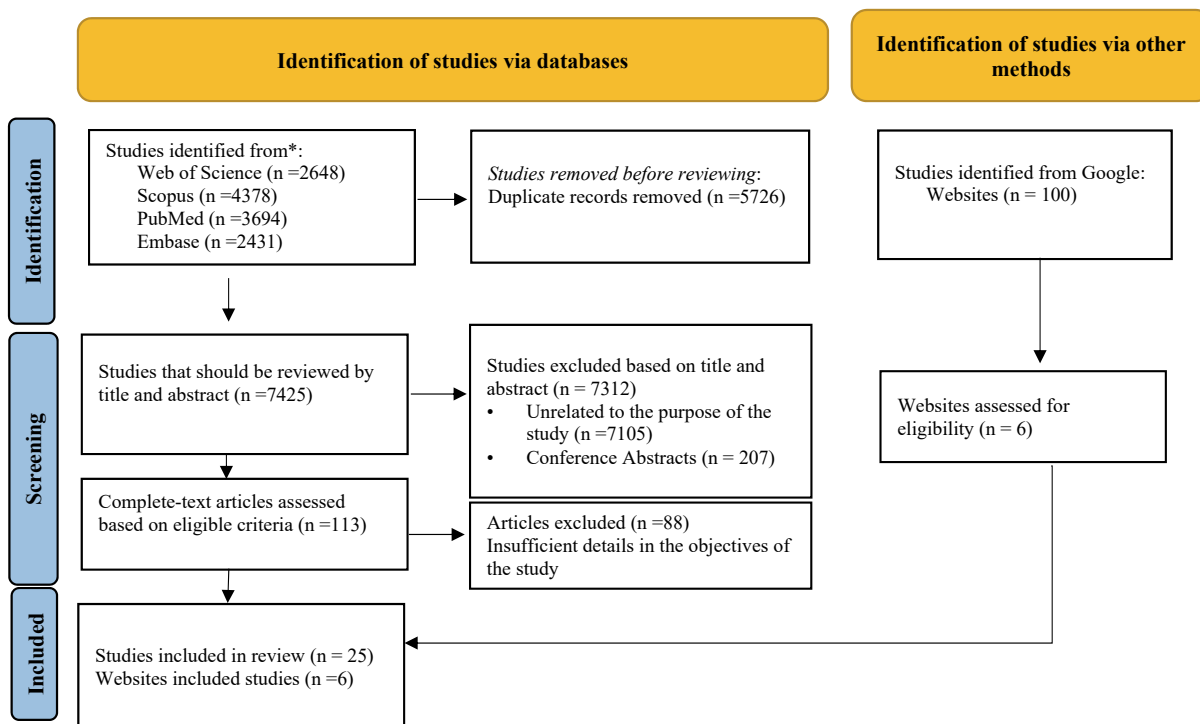 Identification of studies via databases
Identification of studies via other
methods
Identification
Studies identified from*:
Web of Science (n =2648)
Scopus (n =4378)
PubMed (n =3694)
Embase (n =2431)
Studies removed before reviewing:
Duplicate records removed (n =5726)
Studies identified from Google:
Websites (n = 100)
Screening
Studies that should be reviewed by
title and abstract (n =7425)
Studies excluded based on title and
abstract (n = 7312)
• Unrelated to the purpose of the
study (n =7105)
• Conference Abstracts (n = 207)
Websites assessed for
eligibility (n = 6)
Complete-text articles assessed
based on eligible criteria (n =113)
Articles excluded (n =88)
Insufficient details in the objectives of
the study
Included
Studies included in review (n = 25)
Websites included studies (n =6)